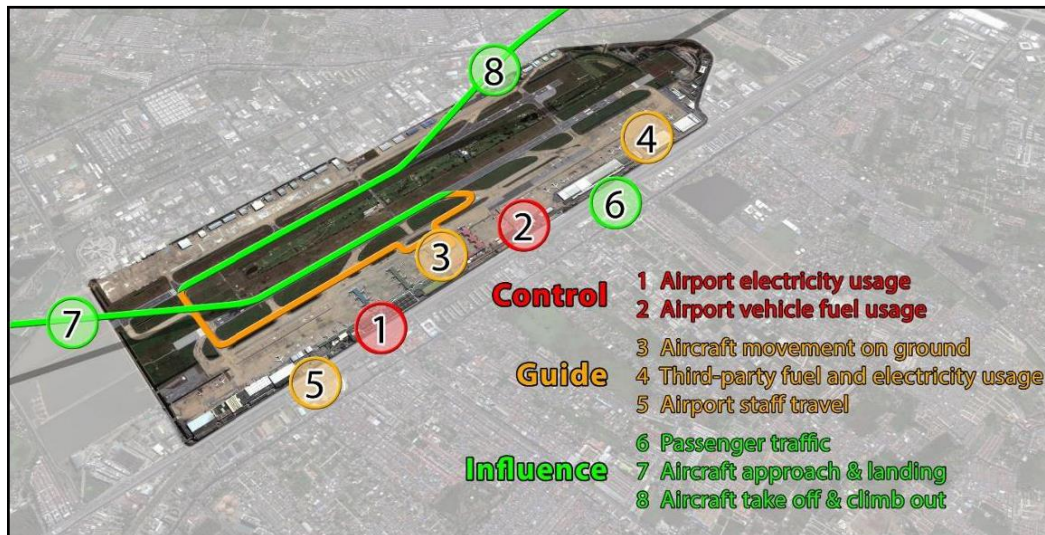 8
4
6
2
3
7
1
5
Control
1 Airport electricity usage
2 Airport vehicle fuel usage
Guide
3 Aircraft movement on ground
4 Third-party fuel and electricity usage
5 Airport staff travel
Influence
6 Passenger traffic
7 Aircraft approach & landing
8 Aircraft take off & climb out